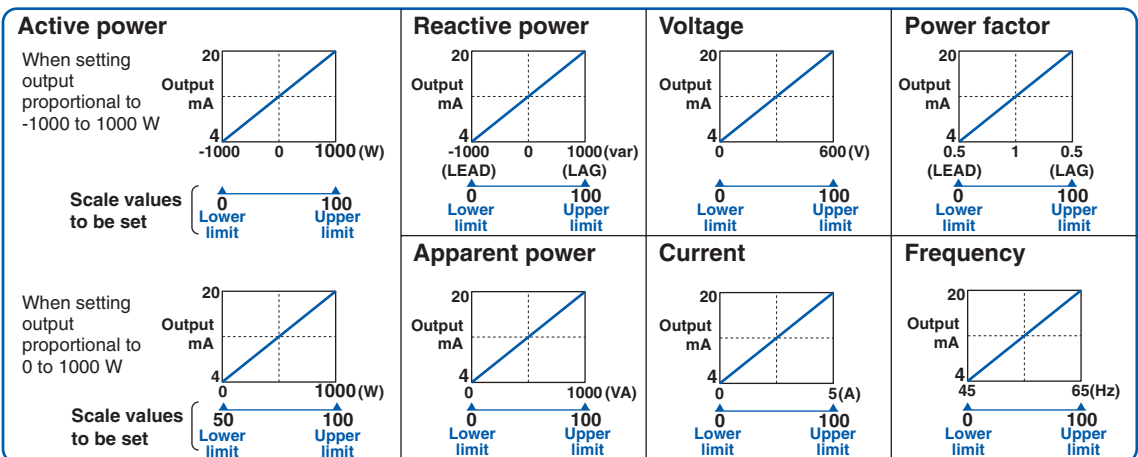 Active power
When setting
output
proportional to
-1000 to 1000 W
20
Output
mA
4
-1000 0 1000 (W)
Scale values
to be set
0 100
Lower
limit
Upper
limit
When setting
output
proportional to
0 to 1000 W
20
Output
mA
4
0 1000 (W)
Scale values
to be set
50 100
Lower
limit
Upper
limit
Reactive power
20
Output
mA
4
-1000 0 1000 (var)
(LEAD) (LAG)
0 100
Lower
limit
Upper
limit
Voltage
20
Output
mA
4
0 600 (V)
0 100
Lower
limit
Upper
limit
Power factor
20
Output
mA
4
0.5 1 0.5
(LEAD) (LAG)
0 100
Lower
limit
Upper
limit
Apparent power
20
Output
mA
4
0 1000 (VA)
0 100
Lower
limit
Upper
limit
Current
20
Output
mA
4
0 5 (A)
0 100
Lower
limit
Upper
limit
Frequency
20
Output
mA
4
45 65 (Hz)
0 100
Lower
limit
Upper
limit